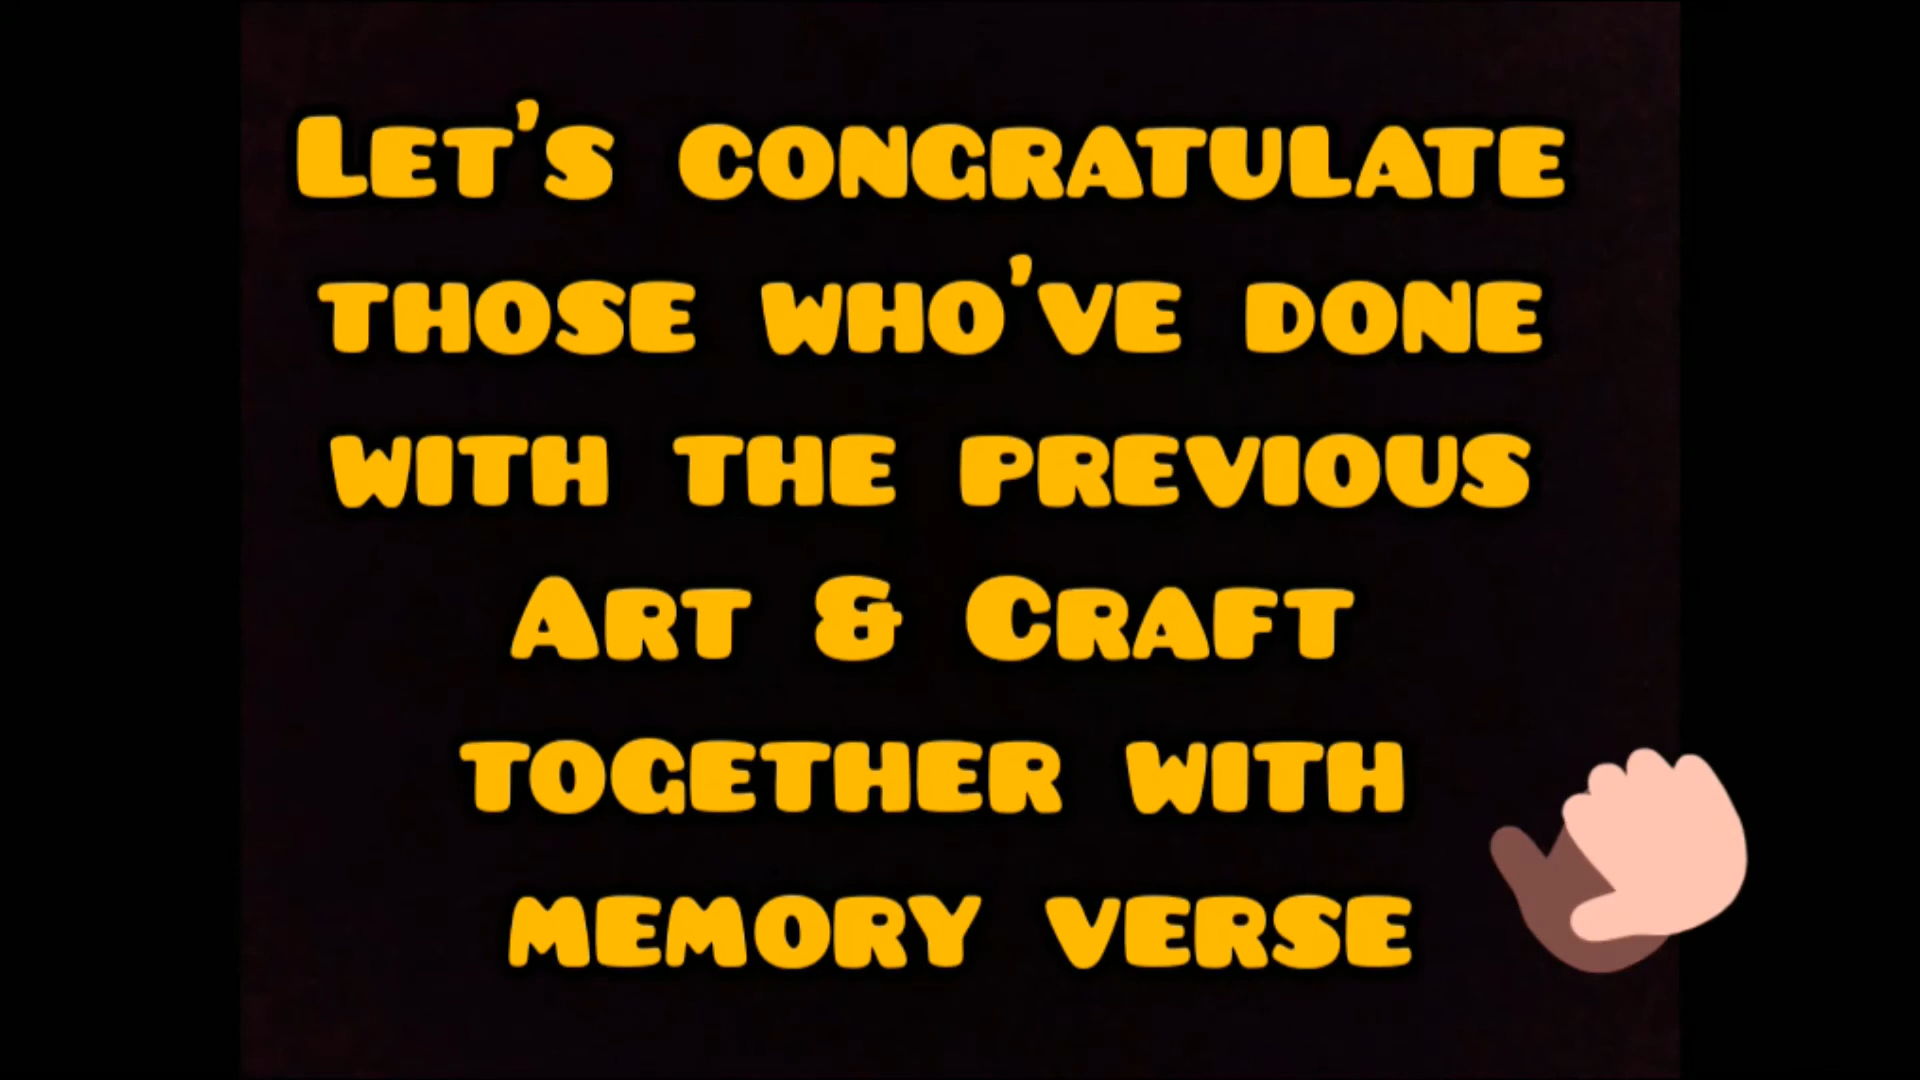 Let's congratulate
those who've done
with the previous
Art & Craft
together with
memory verse